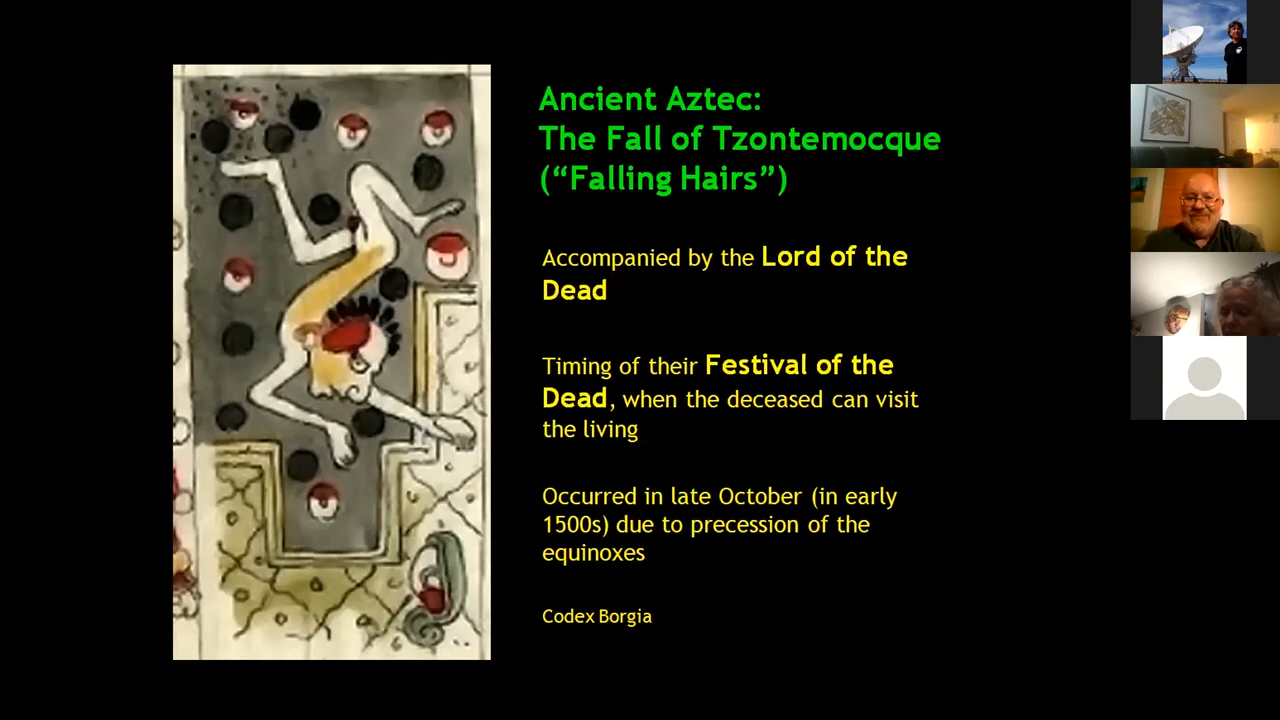 Ancient Aztec:
The Fall of Tzontemocque
(“Falling Hairs”)
Accompanied by the Lord of the
Dead
Timing of their Festival of the
Dead, when the deceased can visit
the living
Occurred in late October (in early
1500s) due to precession of the
equinoxes
Codex Borgia